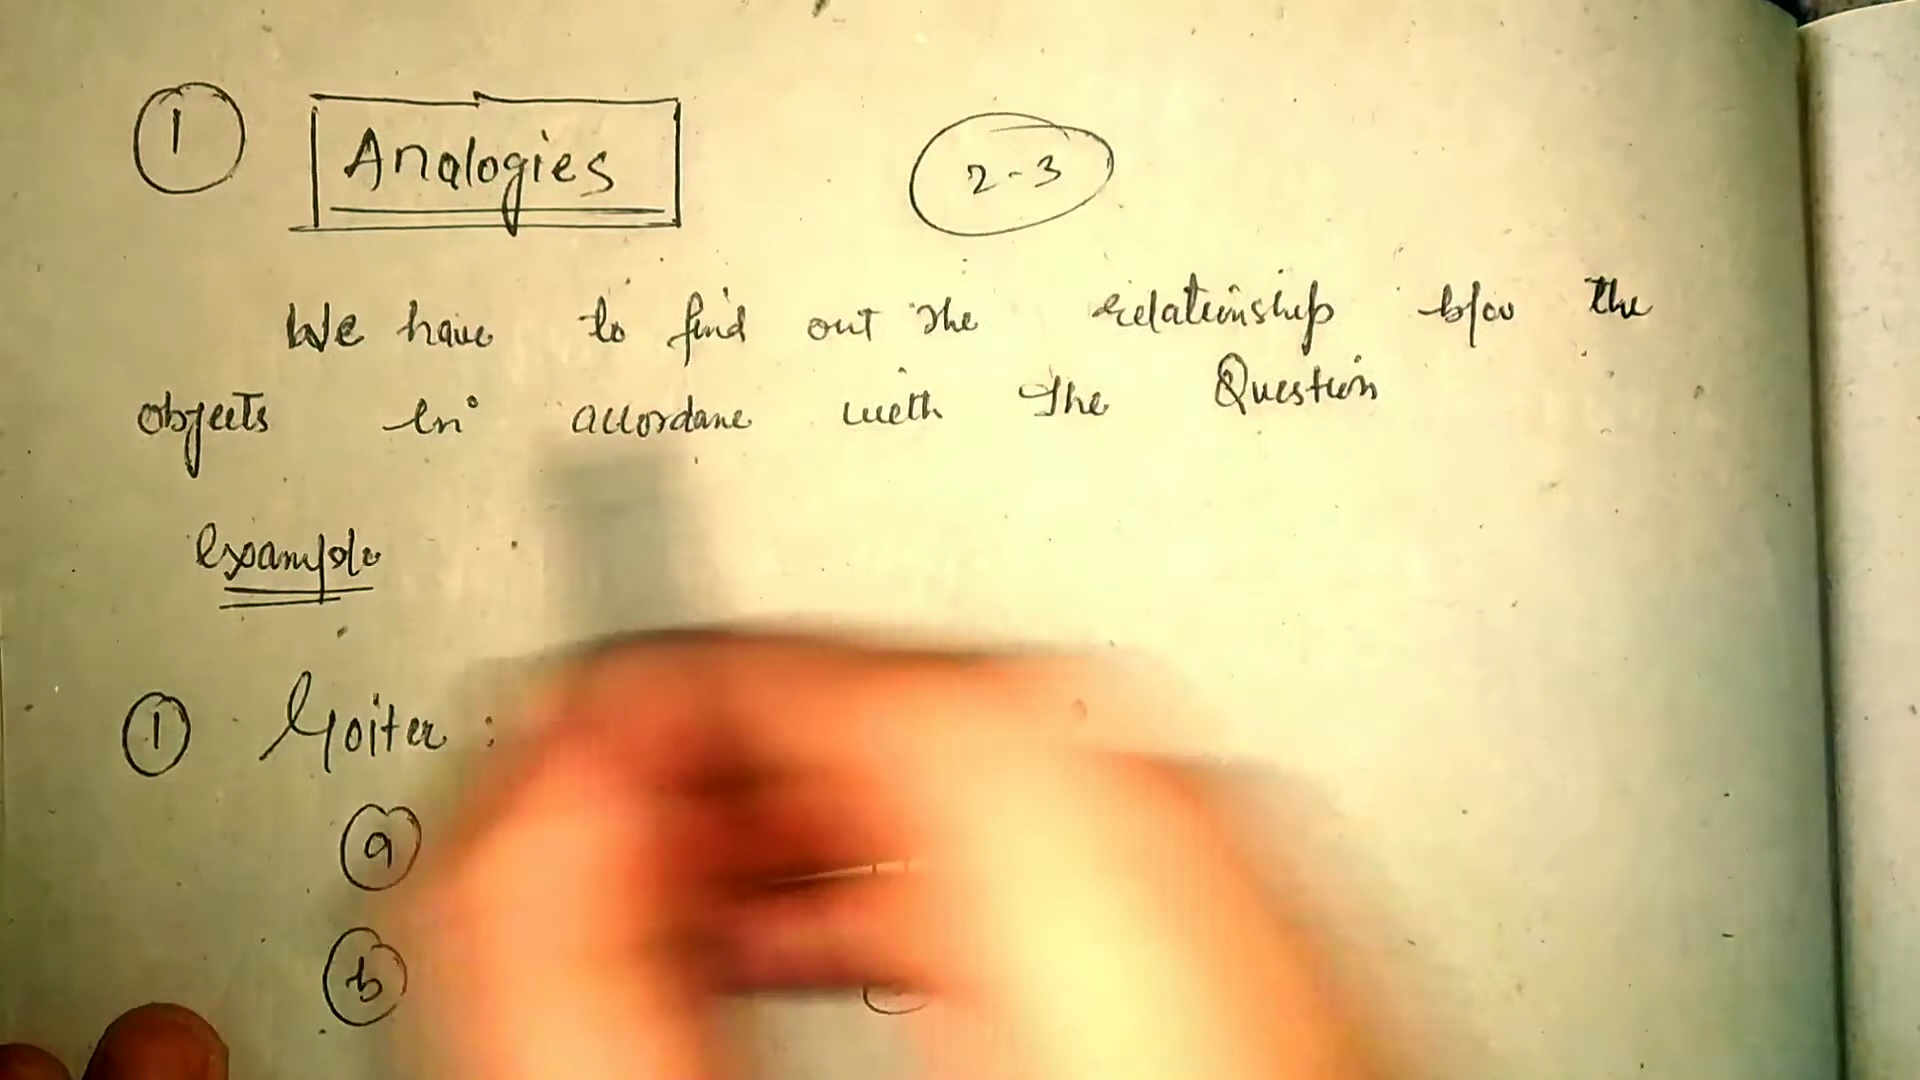 1 Analogies 2-3
We have to find out the relationship b/w the
objects in accordance with the Question
Example
1 Goiter :
a
b